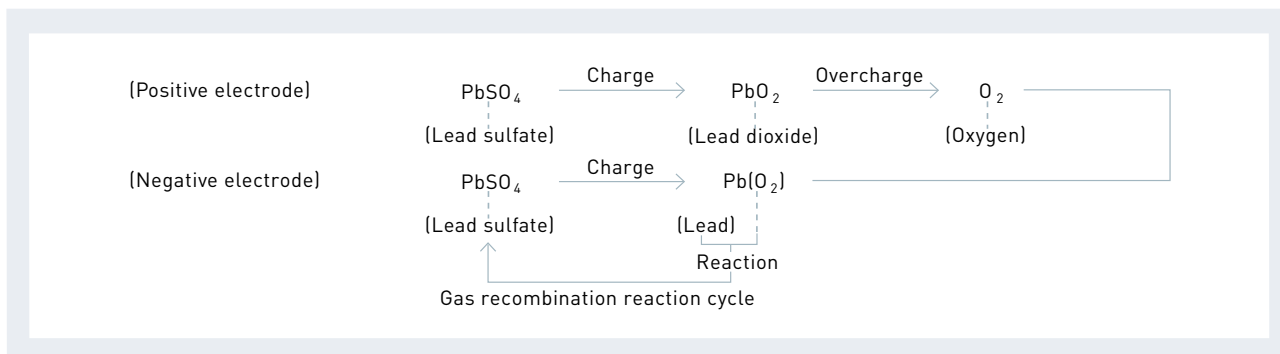 (Positive electrode) PbSO₄ Charge PbO₂ Overcharge O₂
(Lead sulfate) (Lead dioxide) (Oxygen)
(Negative electrode) PbSO₄ Charge Pb(O₂)
(Lead sulfate) (Lead)
Reaction
Gas recombination reaction cycle